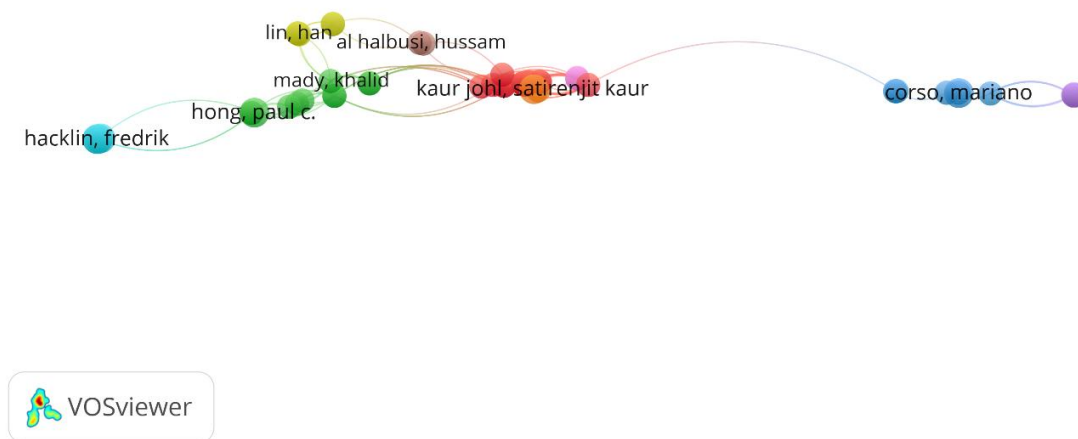 lin, han
al halbusi, hussam
mady, khalid
kaur johl, satirenjit kaur
corso, mariano
hong, paul c.
hacklin, fredrik
VOSviewer